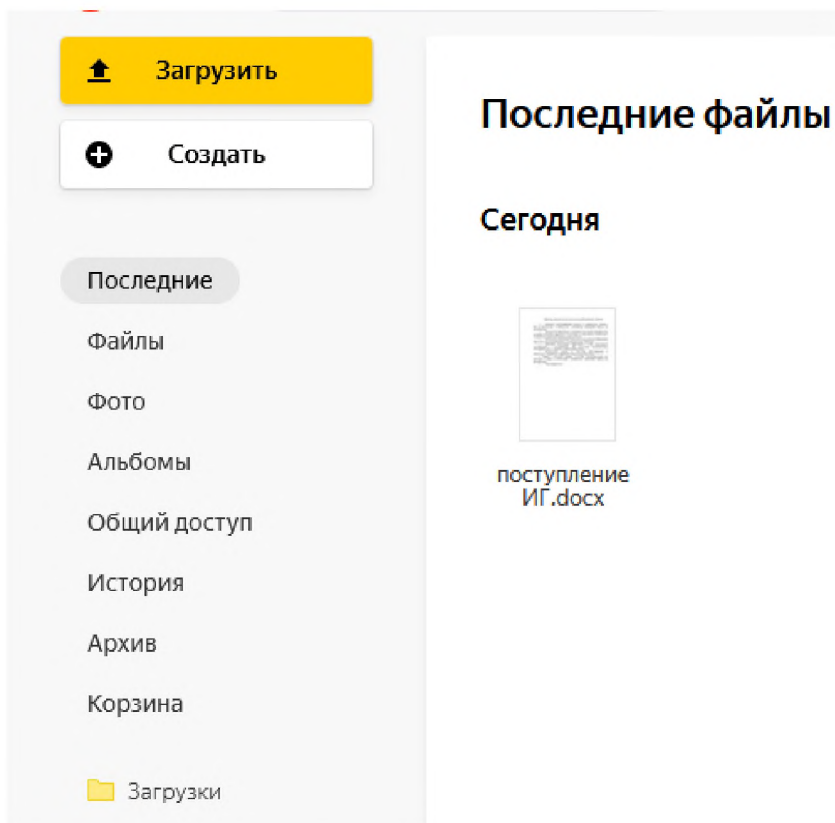 Загрузить
Создать
Последние
Файлы
Фото
Альбомы
Общий доступ
История
Архив
Корзина
Загрузки
Последние файлы
Сегодня
поступление
ИГ.docx